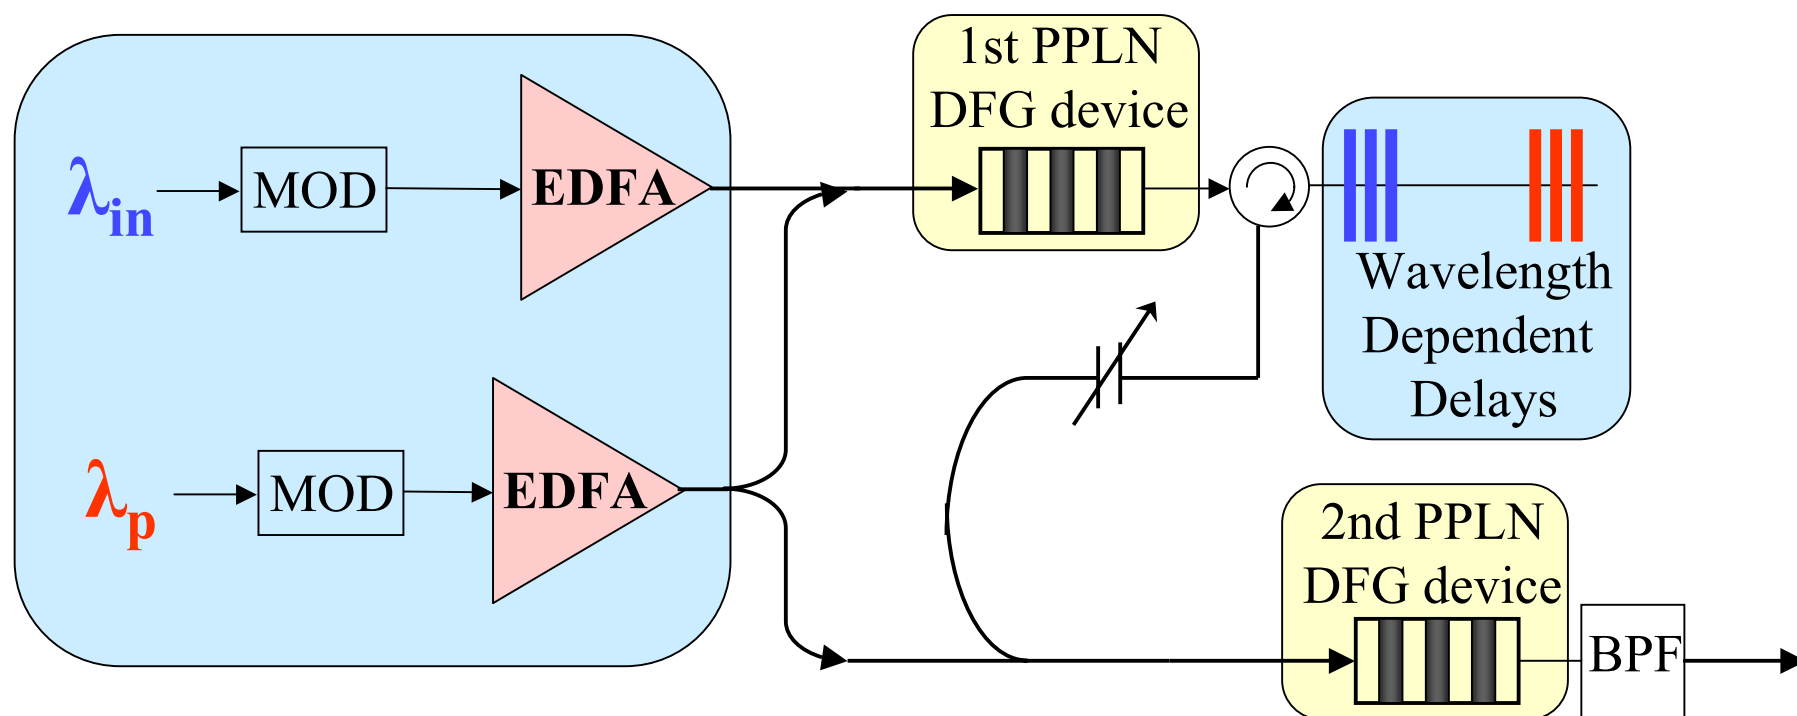 λin
MOD
EDFA
λp
MOD
EDFA
1st PPLN
DFG device
Wavelength
Dependent
Delays
2nd PPLN
DFG device
BPF